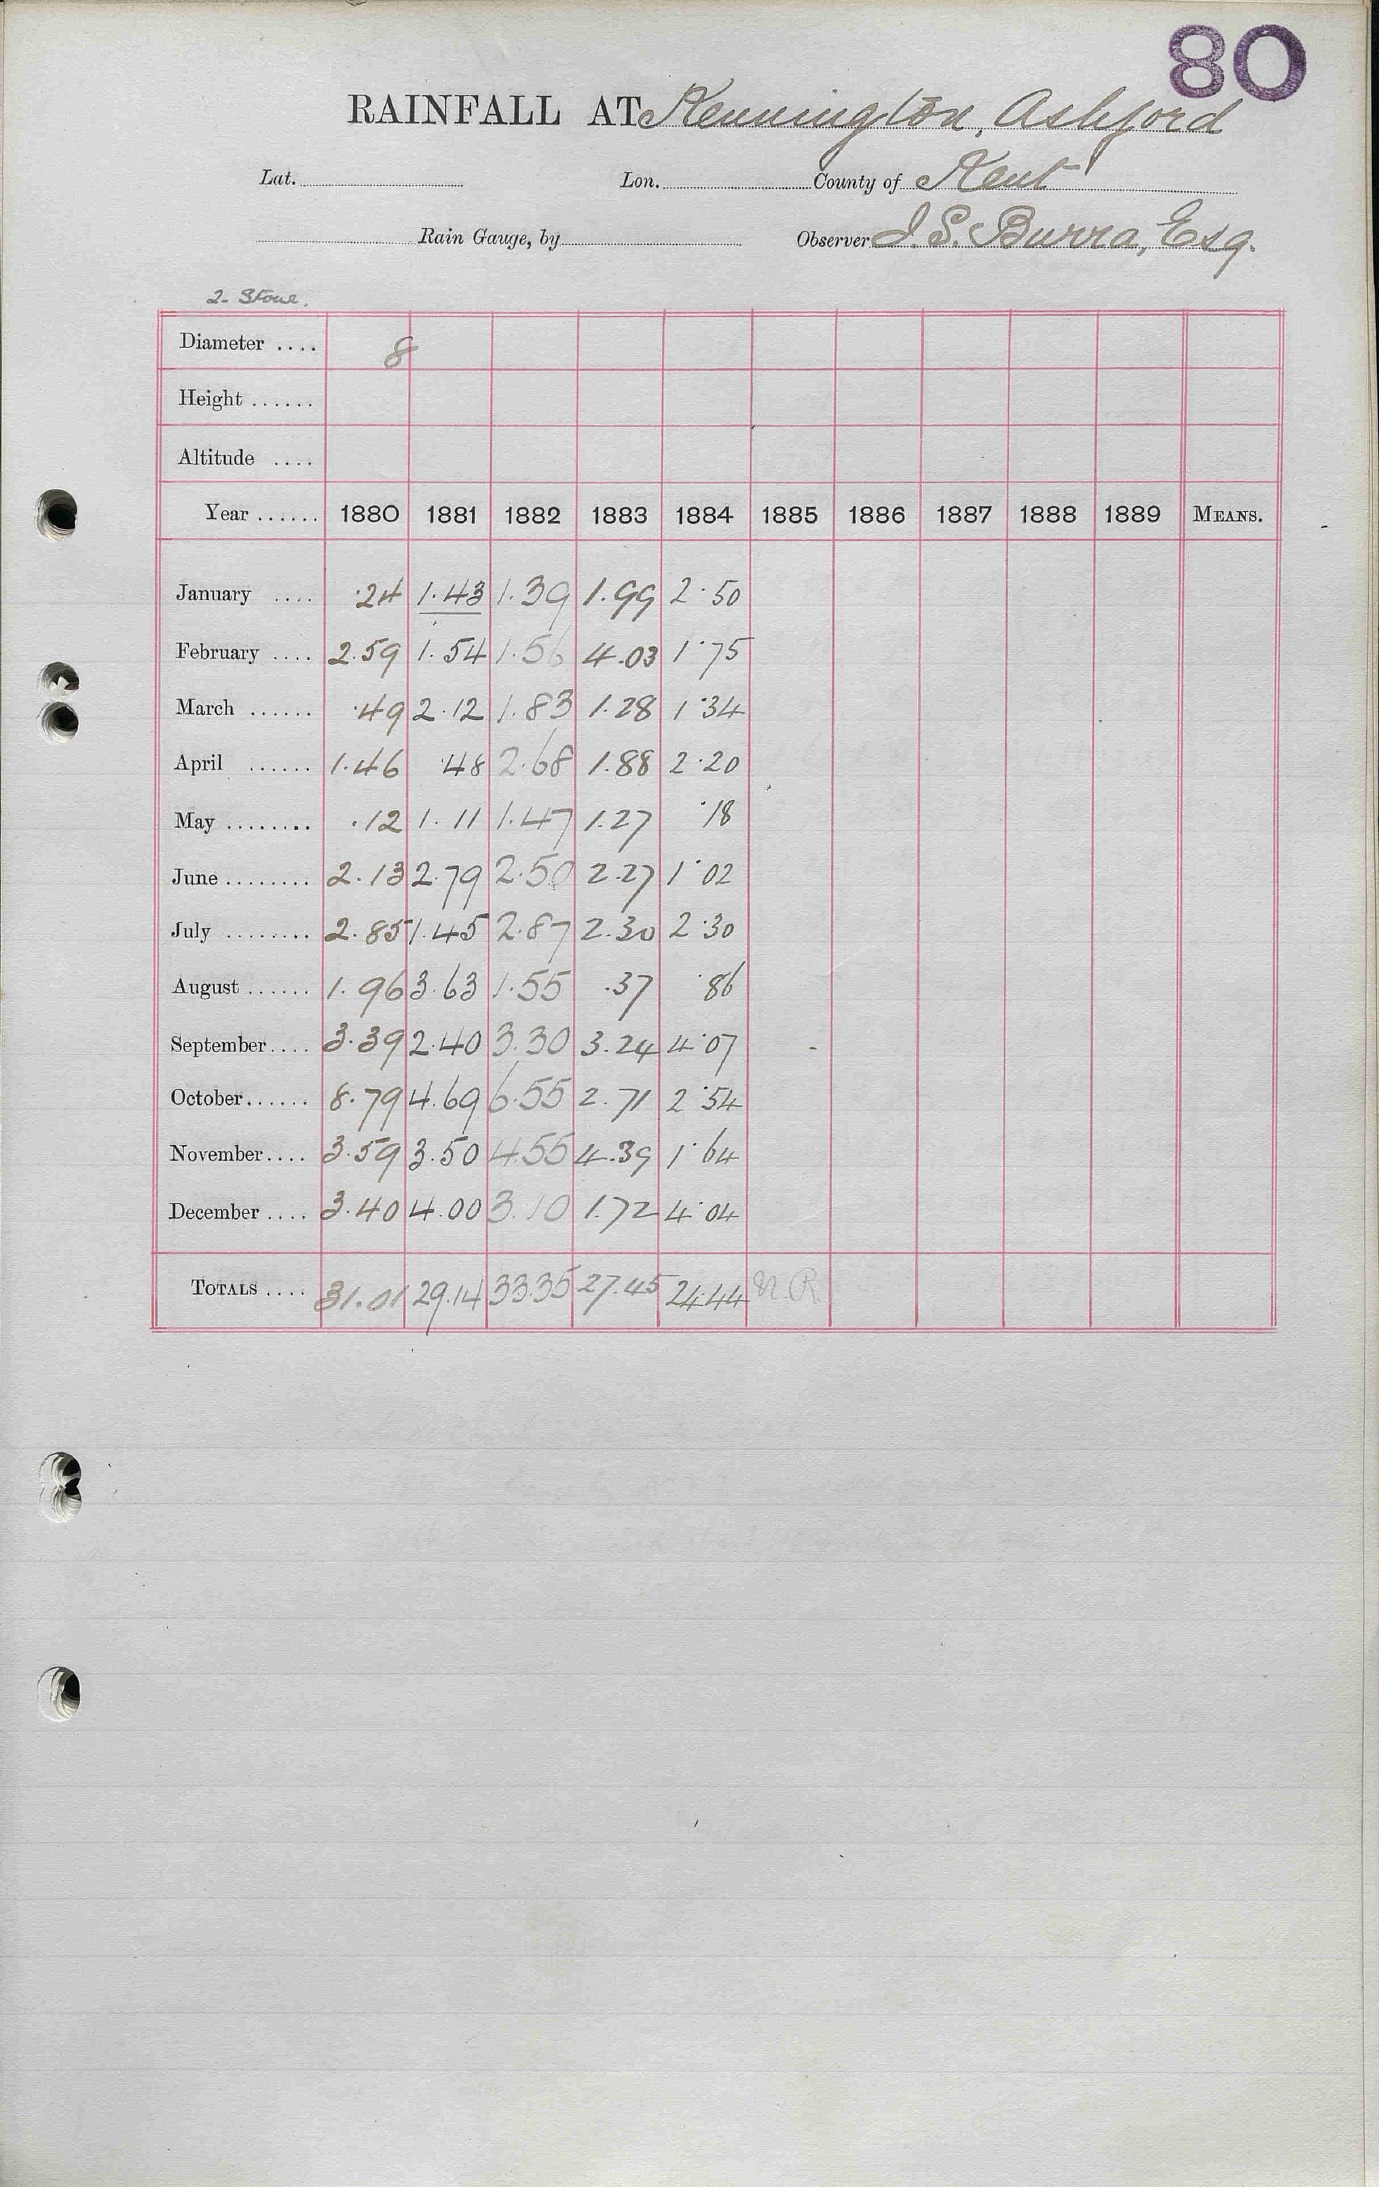 80
RAINFALL AT Kennington, Ashford
Lat. Lon. County of Kent
Rain Gauge, by Observer J. S. Burra, Esq.
2- Stone.
Diameter .... 8
Height ......
Altitude ....
Year ...... 1880 1881 1882 1883 1884 1885 1886 1887 1888 1889 MEANS.
January .... .24 1.43 1.39 1.99 2.50
February .... 2.59 1.54 1.56 4.03 1.75
March ...... .49 2.12 1.83 1.28 1.34
April ...... 1.46 .48 2.68 1.88 2.20
May ........ .12 1.11 1.47 1.27 .18
June ........ 2.13 2.79 2.50 2.27 1.02
July ........ 2.85 1.45 2.87 2.30 2.30
August ...... 1.96 3.63 1.55 .37 .86
September.... 3.39 2.40 3.30 3.24 4.07
October...... 8.79 4.69 6.55 2.71 2.54
November.... 3.59 3.50 4.55 4.39 1.64
December .... 3.40 4.00 3.10 1.72 4.04
TOTALS .... 31.01 29.14 33.35 27.45 24.44 N.R.